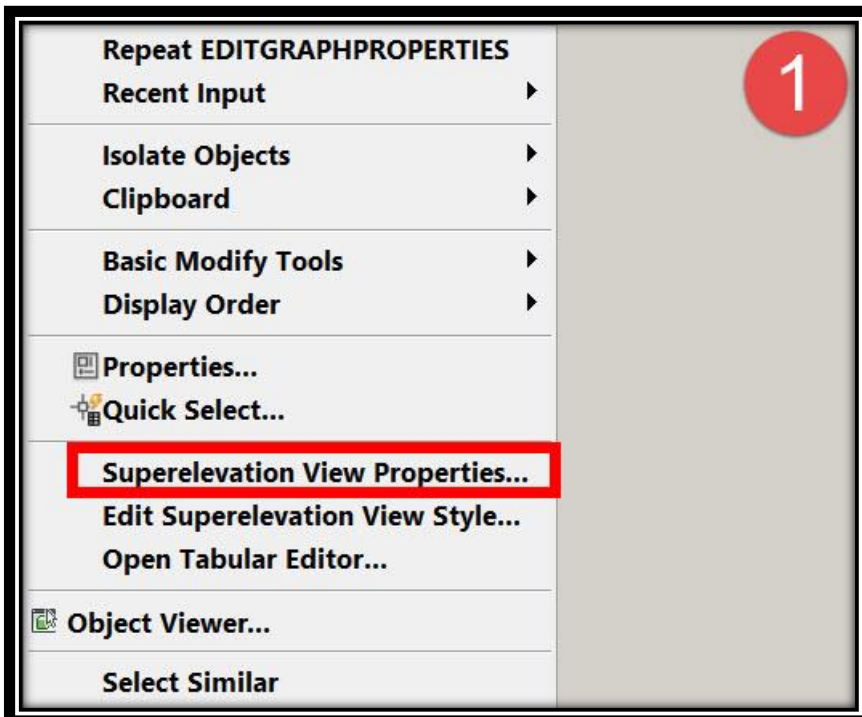 Repeat EDITGRAPHPROPERTIES
1
Recent Input
Isolate Objects
Clipboard
Basic Modify Tools
Display Order
Properties...
Quick Select...
Superelevation View Properties...
Edit Superelevation View Style...
Open Tabular Editor...
Object Viewer...
Select Similar